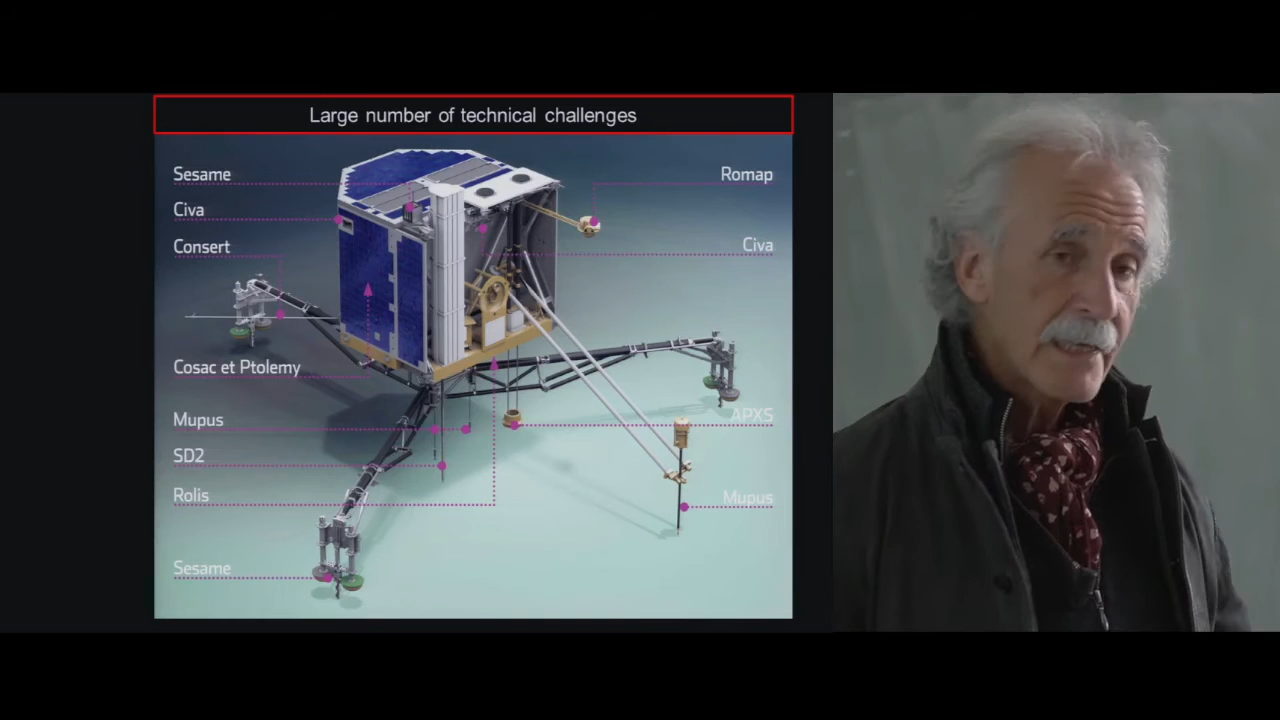 Large number of technical challenges
Sesame
Romap
Civa
Civa
Consert
Cosac et Ptolemy
Mupus
APXS
SD2
Rolis
Mupus
Sesame